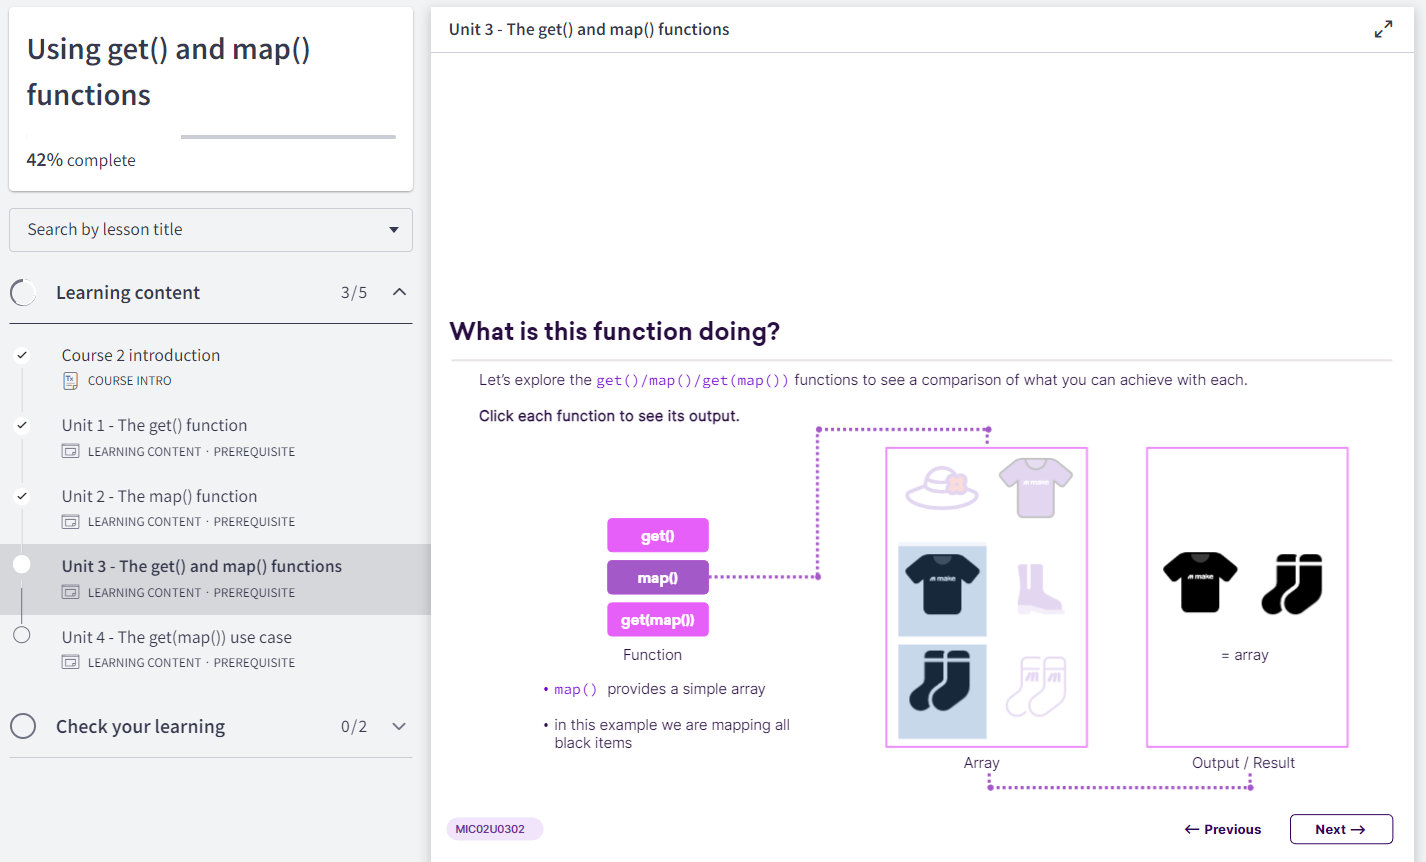 Using get() and map()
functions
42% complete
Search by lesson title
Learning content 3/5
Course 2 introduction
Tx
COURSE INTRO
Unit 1 - The get() function
LEARNING CONTENT · PREREQUISITE
Unit 2 - The map() function
LEARNING CONTENT · PREREQUISITE
Unit 3 - The get() and map() functions
LEARNING CONTENT · PREREQUISITE
Unit 4 - The get(map()) use case
LEARNING CONTENT · PREREQUISITE
Check your learning 0/2
Unit 3 - The get() and map() functions
What is this function doing?
Let's explore the get()/map()/get(map()) functions to see a comparison of what you can achieve with each.
Click each function to see its output.
get()
map()
get(map())
Function
• map() provides a simple array
• in this example we are mapping all
black items
make
make
Array
make
= array
Output / Result
MIC02U0302
← Previous
Next →